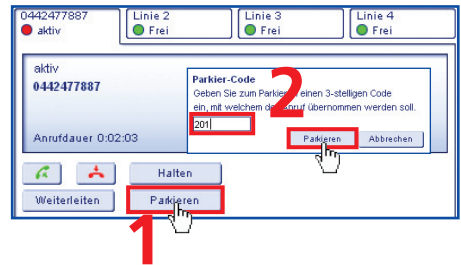 0442477887
aktiv
Linie 2
Frei
Linie 3
Frei
Linie 4
Frei
aktiv
0442477887
Anrufdauer 0:02:03
Parkier-Code
Geben Sie zum Parkieren einen 3-stelligen Code
ein, mit welchem der Anruf übernommen werden soll.
201
Parkieren
Abbrechen
2
Halten
Weiterleiten
Parkieren
1